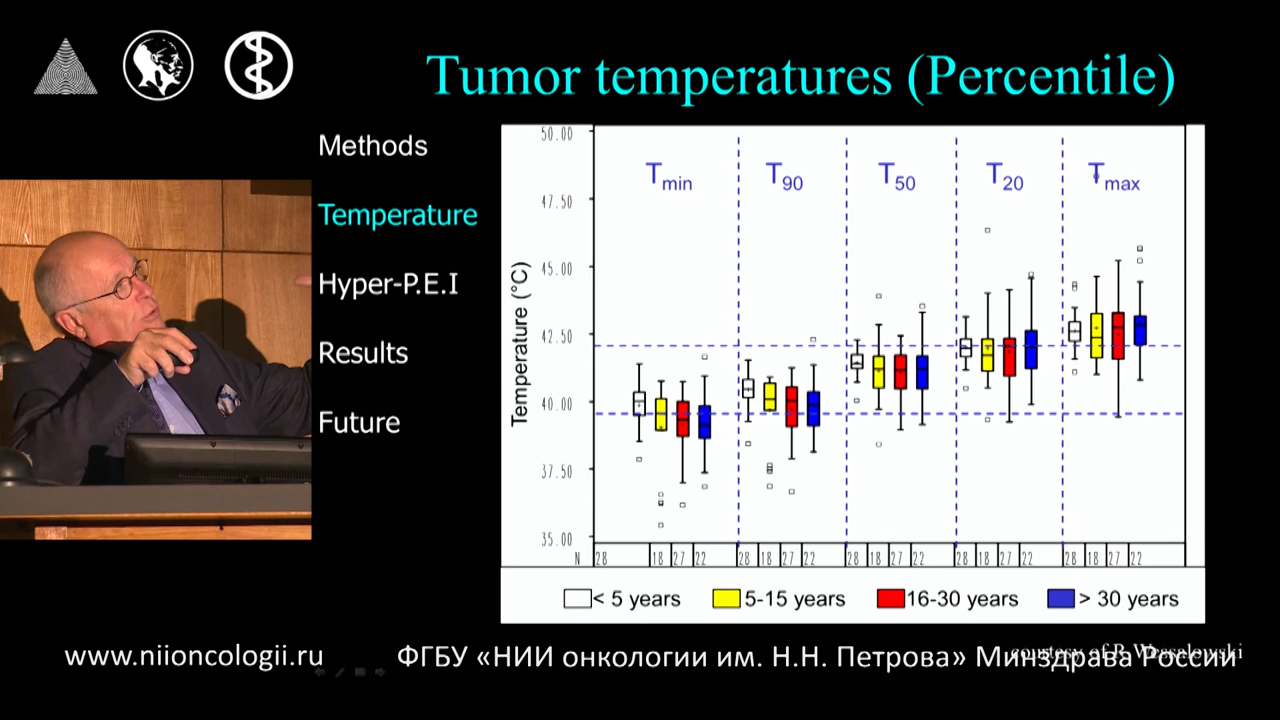 Tumor temperatures (Percentile)
Methods
Temperature
Hyper-P.E.I
Results
Future
Temperature (°C)
50.00
47.50
45.00
42.50
40.00
37.50
35.00
Tmin
T90
T50
T20
Tmax
N 28 18 27 22 28 18 27 22 28 18 27 22 28 18 27 22 28 18 27 22
< 5 years 5-15 years 16-30 years > 30 years
courtesy of R. Wessalowski
www.niioncologii.ru ФГБУ «НИИ онкологии им. Н.Н. Петрова» Минздрава России